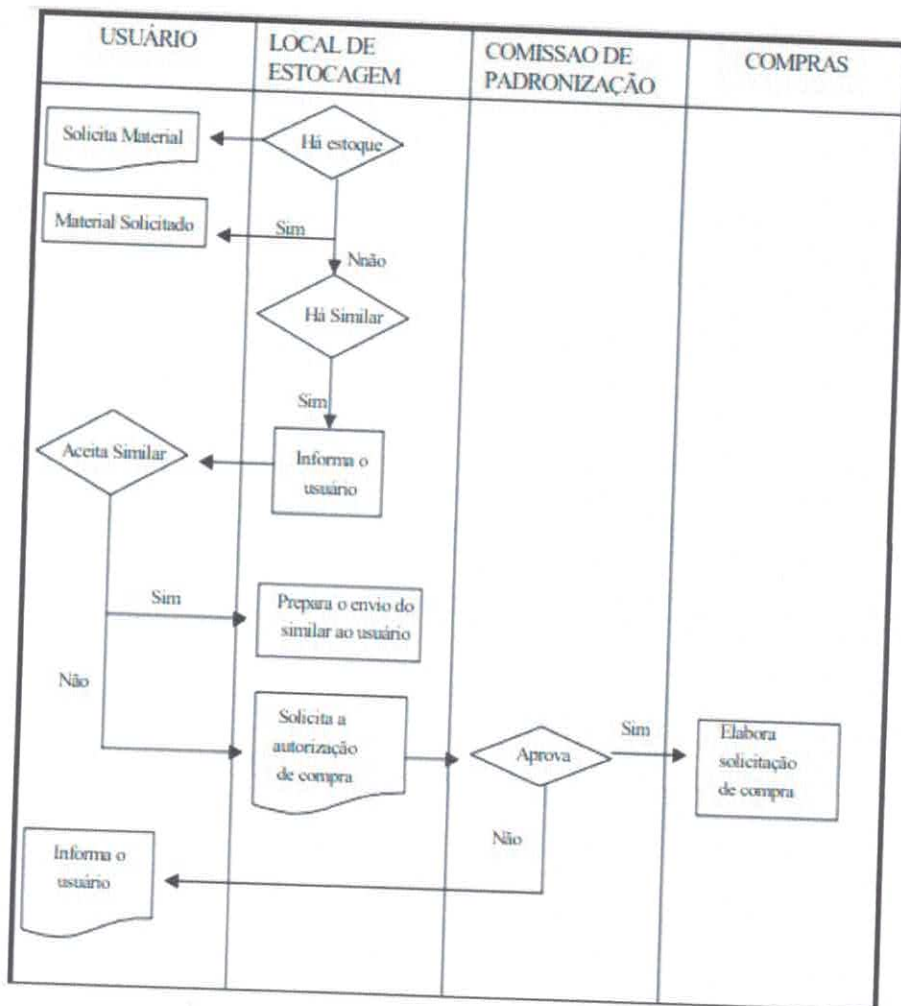 USUÁRIO
LOCAL DE
ESTOCAGEM
COMISSAO DE
PADRONIZAÇÃO
COMPRAS
Solicita Material
Há estoque
Material Solicitado
Sim
Nnão
Há Similar
Sim
Aceita Similar
Informa o
usuário
Sim
Prepara o envio do
similar ao usuário
Não
Solicita a
autorização
de compra
Aprova
Sim
Elabora
solicitação
de compra
Não
Informa o
usuário